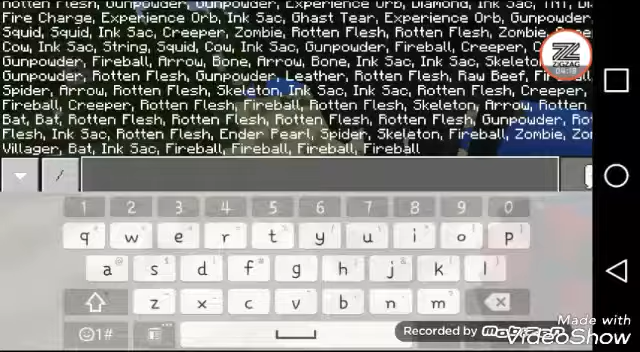 Rotten Flesh, Gunpowder, Gunpowder, Experience Orb, Diamond, Ink Sac, TNT,
Fire Charge, Experience Orb, Ink Sac, Ghast Tear, Experience Orb, Gunpowder,
Squid, Squid, Ink Sac, Creeper, Zombie, Rotten Flesh, Rotten Flesh, Zombie,
Cow, Ink Sac, String, Squid, Cow, Ink Sac, Gunpowder, Fireball, Creeper,
Gunpowder, Fireball, Arrow, Bone, Arrow, Bone, Ink Sac, Ink Sac,
Gunpowder, Rotten Flesh, Gunpowder, Leather, Rotten Flesh, Raw Beef,
Spider, Arrow, Rotten Flesh, Skeleton, Ink Sac, Ink Sac, Rotten Flesh, Creeper,
Fireball, Creeper, Rotten Flesh, Fireball, Rotten Flesh, Skeleton, Arrow, Rotten
Bat, Bat, Rotten Flesh, Rotten Flesh, Rotten Flesh, Rotten Flesh, Gunpowder,
Flesh, Ink Sac, Rotten Flesh, Ender Pearl, Spider, Skeleton, Fireball, Zombie,
Villager, Bat, Ink Sac, Fireball, Fireball, Fireball, Fireball
ZIGZAG
04:18
/
1 2 3 4 5 6 7 8 9 0
q w e r t y u i o p
a s d f g h j k l
z x c v b n m
1#
Recorded by
Made with
VideoShow